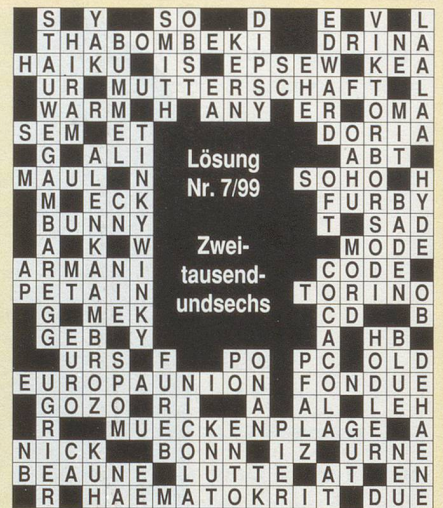 S Y SO D E V L
THABOMBEKI DRINA
HAIKU IS EPSEW KEA
UR MUTTERSCHAFT L
WARM H ANY ER OMA
SEM ET DORIA
G ALI ABT
MAUL N SOHO H
M ECK FURBY
BUNNY T SAD
A K W MODE
ARMANI CODE
PETAIN TORINO
G MEK CD B
GEB Y A HB
URS F PO PC OLD
EUROPAUNION FONDUE
GOZO RI A AL LEH
R MUECKENPLAGE A
NICK BONN IZ URNE
BEAUNE LUTTE AT EN
R HAEMATOKRIT DUE
Lösung
Nr. 7/99
Zwei-
tausend-
undsechs